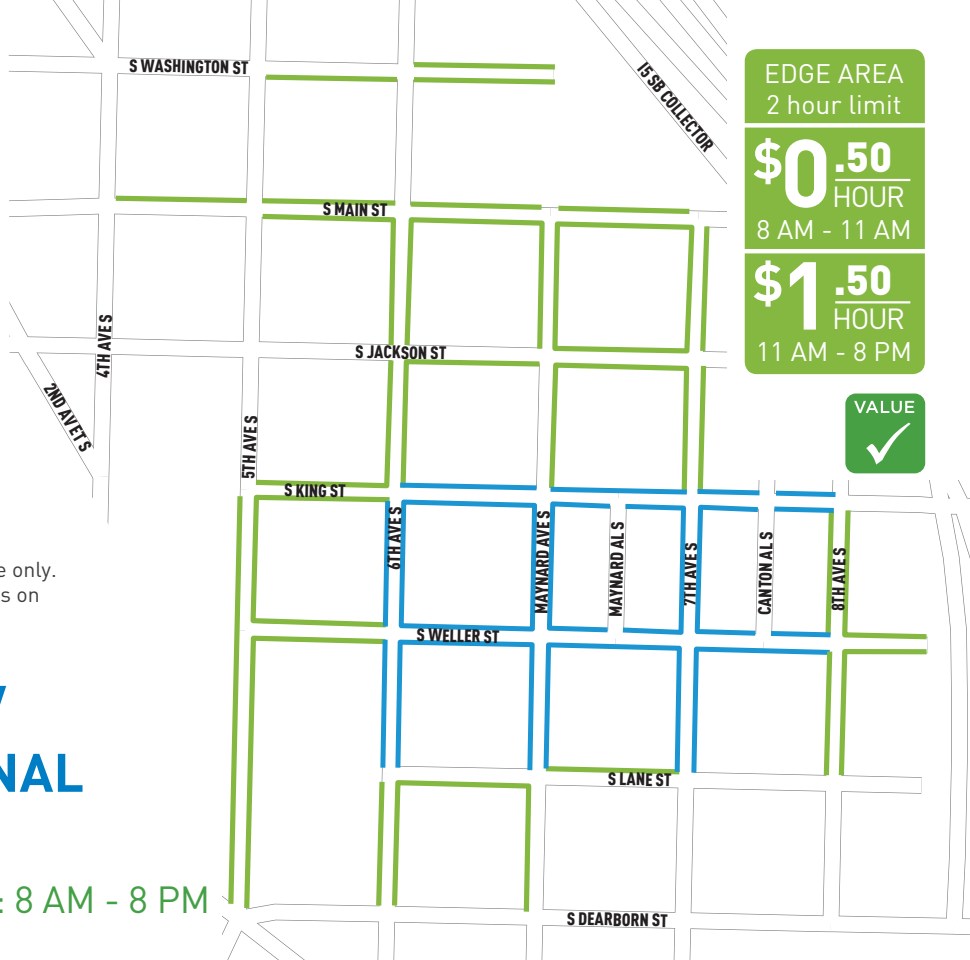 S WASHINGTON ST
I5 SB COLLECTOR
EDGE AREA
2 hour limit
$0.50
HOUR
8 AM - 11 AM
$1.50
HOUR
11 AM - 8 PM
VALUE
S MAIN ST
4TH AVE S
S JACKSON ST
2ND AVE ET S
5TH AVE S
S KING ST
6TH AVE S
MAYNARD AVE S
MAYNARD AL S
7TH AVE S
CANTON AL S
8TH AVE S
e only.
s on
S WELLER ST
y
NAL
S LANE ST
: 8 AM - 8 PM
S DEARBORN ST